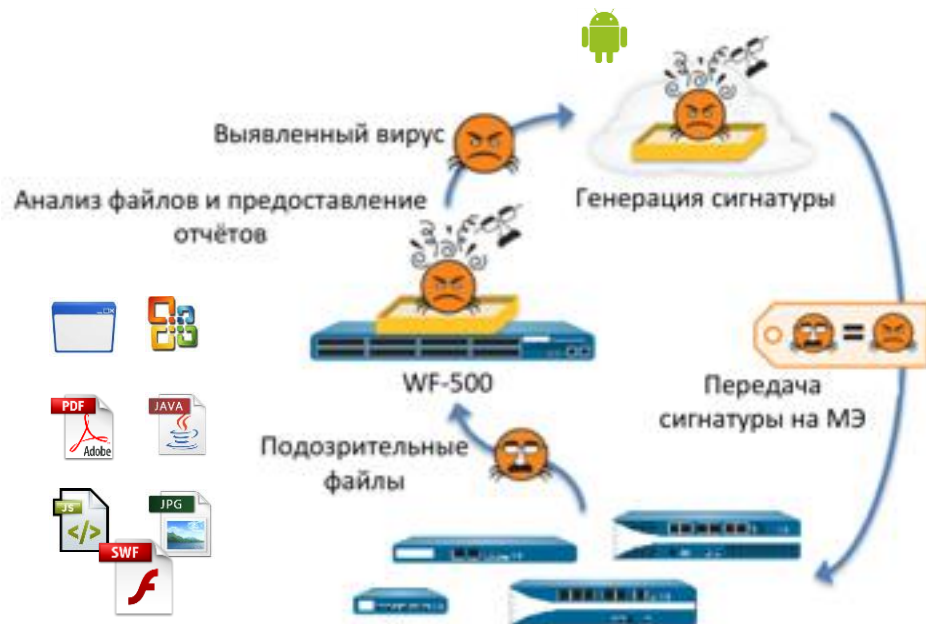 Выявленный вирус
Анализ файлов и предоставление
отчётов
Генерация сигнатуры
WF-500
Передача
сигнатуры на МЭ
Подозрительные
файлы
PDF
Adobe
JAVA
JS
</>
JPG
SWF
=